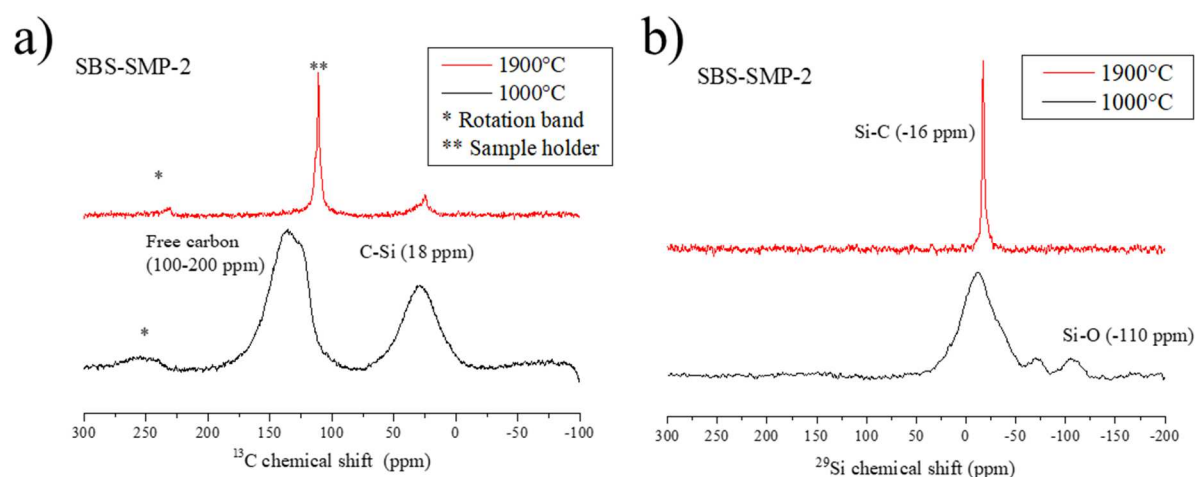 a)
SBS-SMP-2
**
1900°C
1000°C
* Rotation band
** Sample holder
*
Free carbon
(100-200 ppm)
C-Si (18 ppm)
*
300 250 200 150 100 50 0 -50 -100
¹³C chemical shift (ppm)
b)
SBS-SMP-2
1900°C
1000°C
Si-C (-16 ppm)
Si-O (-110 ppm)
300 250 200 150 100 50 0 -50 -100 -150 -200
²⁹Si chemical shift (ppm)